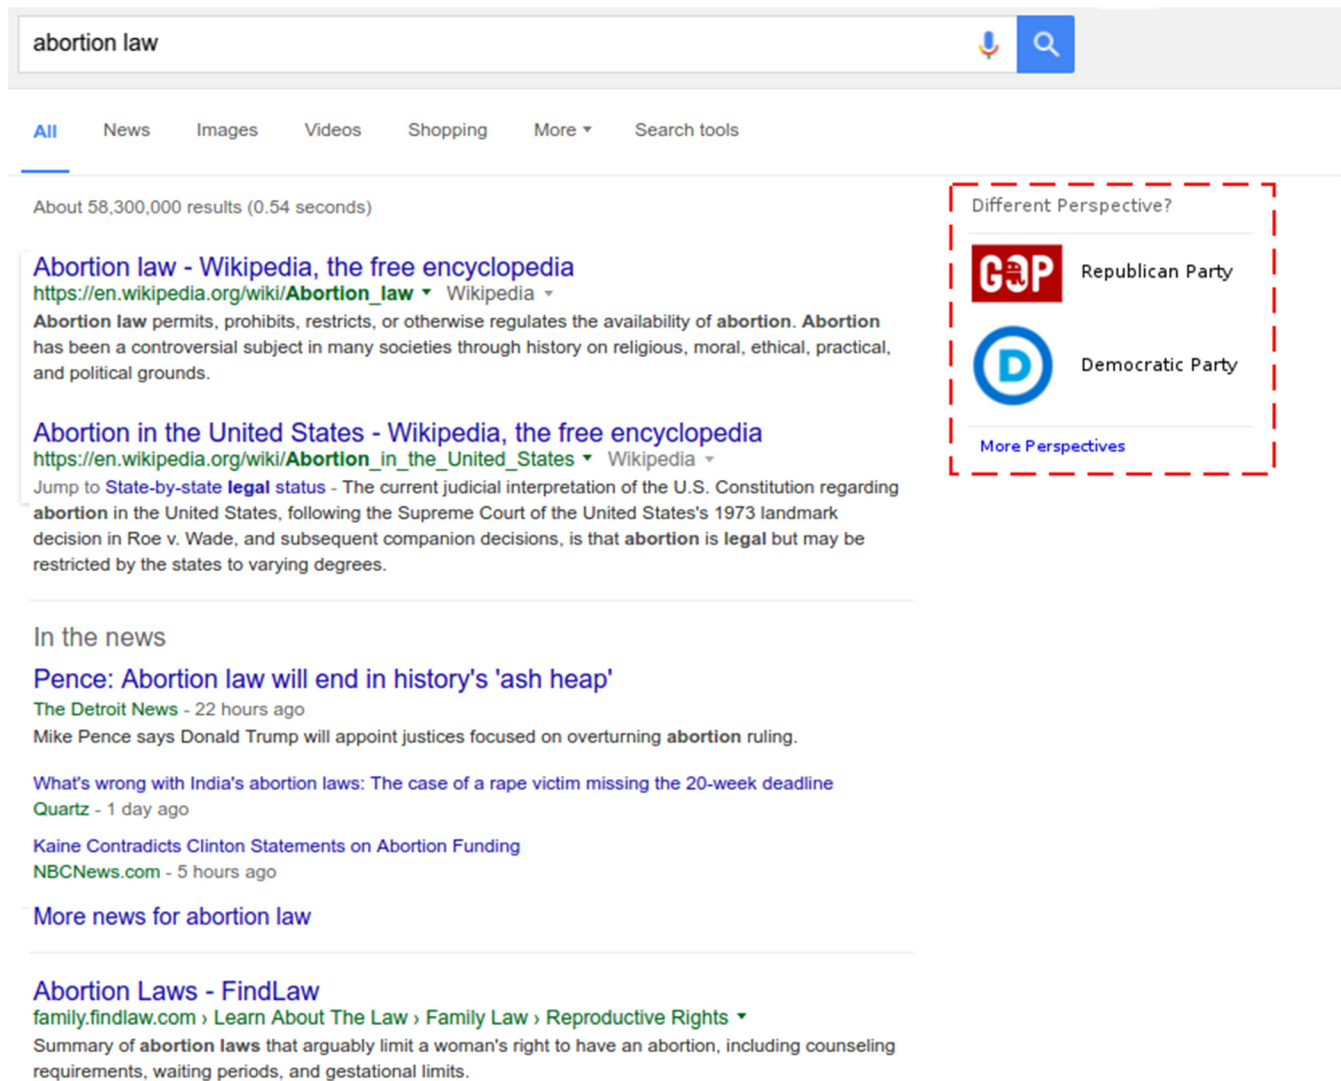 abortion law
All News Images Videos Shopping More Search tools
About 58,300,000 results (0.54 seconds)
Abortion law - Wikipedia, the free encyclopedia
https://en.wikipedia.org/wiki/Abortion_law Wikipedia
Abortion law permits, prohibits, restricts, or otherwise regulates the availability of abortion. Abortion
has been a controversial subject in many societies through history on religious, moral, ethical, practical,
and political grounds.
Abortion in the United States - Wikipedia, the free encyclopedia
https://en.wikipedia.org/wiki/Abortion_in_the_United_States Wikipedia
Jump to State-by-state legal status - The current judicial interpretation of the U.S. Constitution regarding
abortion in the United States, following the Supreme Court of the United States's 1973 landmark
decision in Roe v. Wade, and subsequent companion decisions, is that abortion is legal but may be
restricted by the states to varying degrees.
In the news
Pence: Abortion law will end in history's 'ash heap'
The Detroit News - 22 hours ago
Mike Pence says Donald Trump will appoint justices focused on overturning abortion ruling.
What's wrong with India's abortion laws: The case of a rape victim missing the 20-week deadline
Quartz - 1 day ago
Kaine Contradicts Clinton Statements on Abortion Funding
NBCNews.com - 5 hours ago
More news for abortion law
Abortion Laws - FindLaw
family.findlaw.com › Learn About The Law › Family Law › Reproductive Rights
Summary of abortion laws that arguably limit a woman's right to have an abortion, including counseling
requirements, waiting periods, and gestational limits.
Different Perspective?
GOP Republican Party
D Democratic Party
More Perspectives